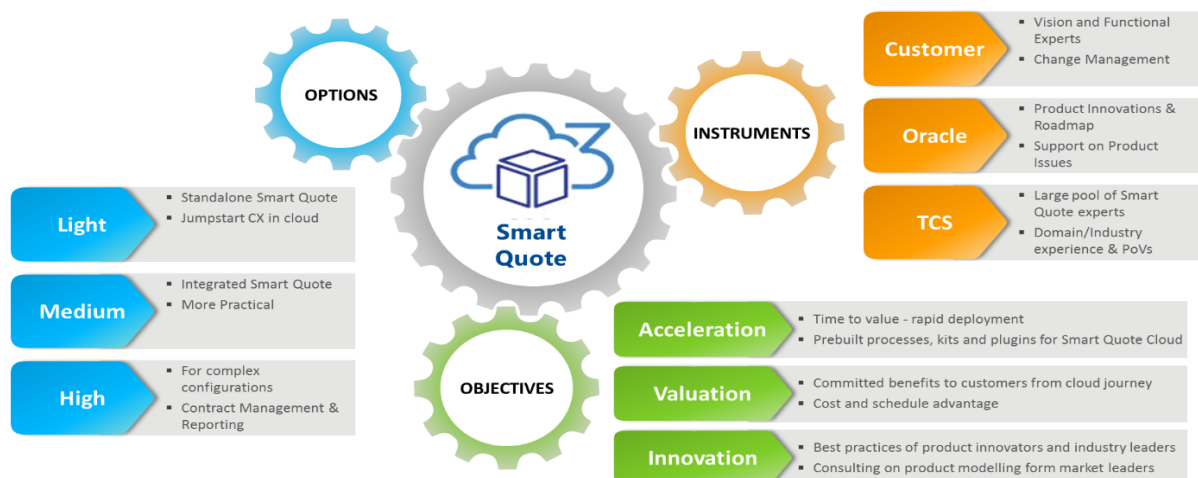 OPTIONS
Light
Standalone Smart Quote
Jumpstart CX in cloud
Medium
Integrated Smart Quote
More Practical
High
For complex
configurations
Contract Management &
Reporting
3
Smart
Quote
INSTRUMENTS
Customer
Vision and Functional
Experts
Change Management
Oracle
Product Innovations &
Roadmap
Support on Product
Issues
TCS
Large pool of Smart
Quote experts
Domain/Industry
experience & PoVs
OBJECTIVES
Acceleration
Time to value - rapid deployment
Prebuilt processes, kits and plugins for Smart Quote Cloud
Valuation
Committed benefits to customers from cloud journey
Cost and schedule advantage
Innovation
Best practices of product innovators and industry leaders
Consulting on product modelling form market leaders